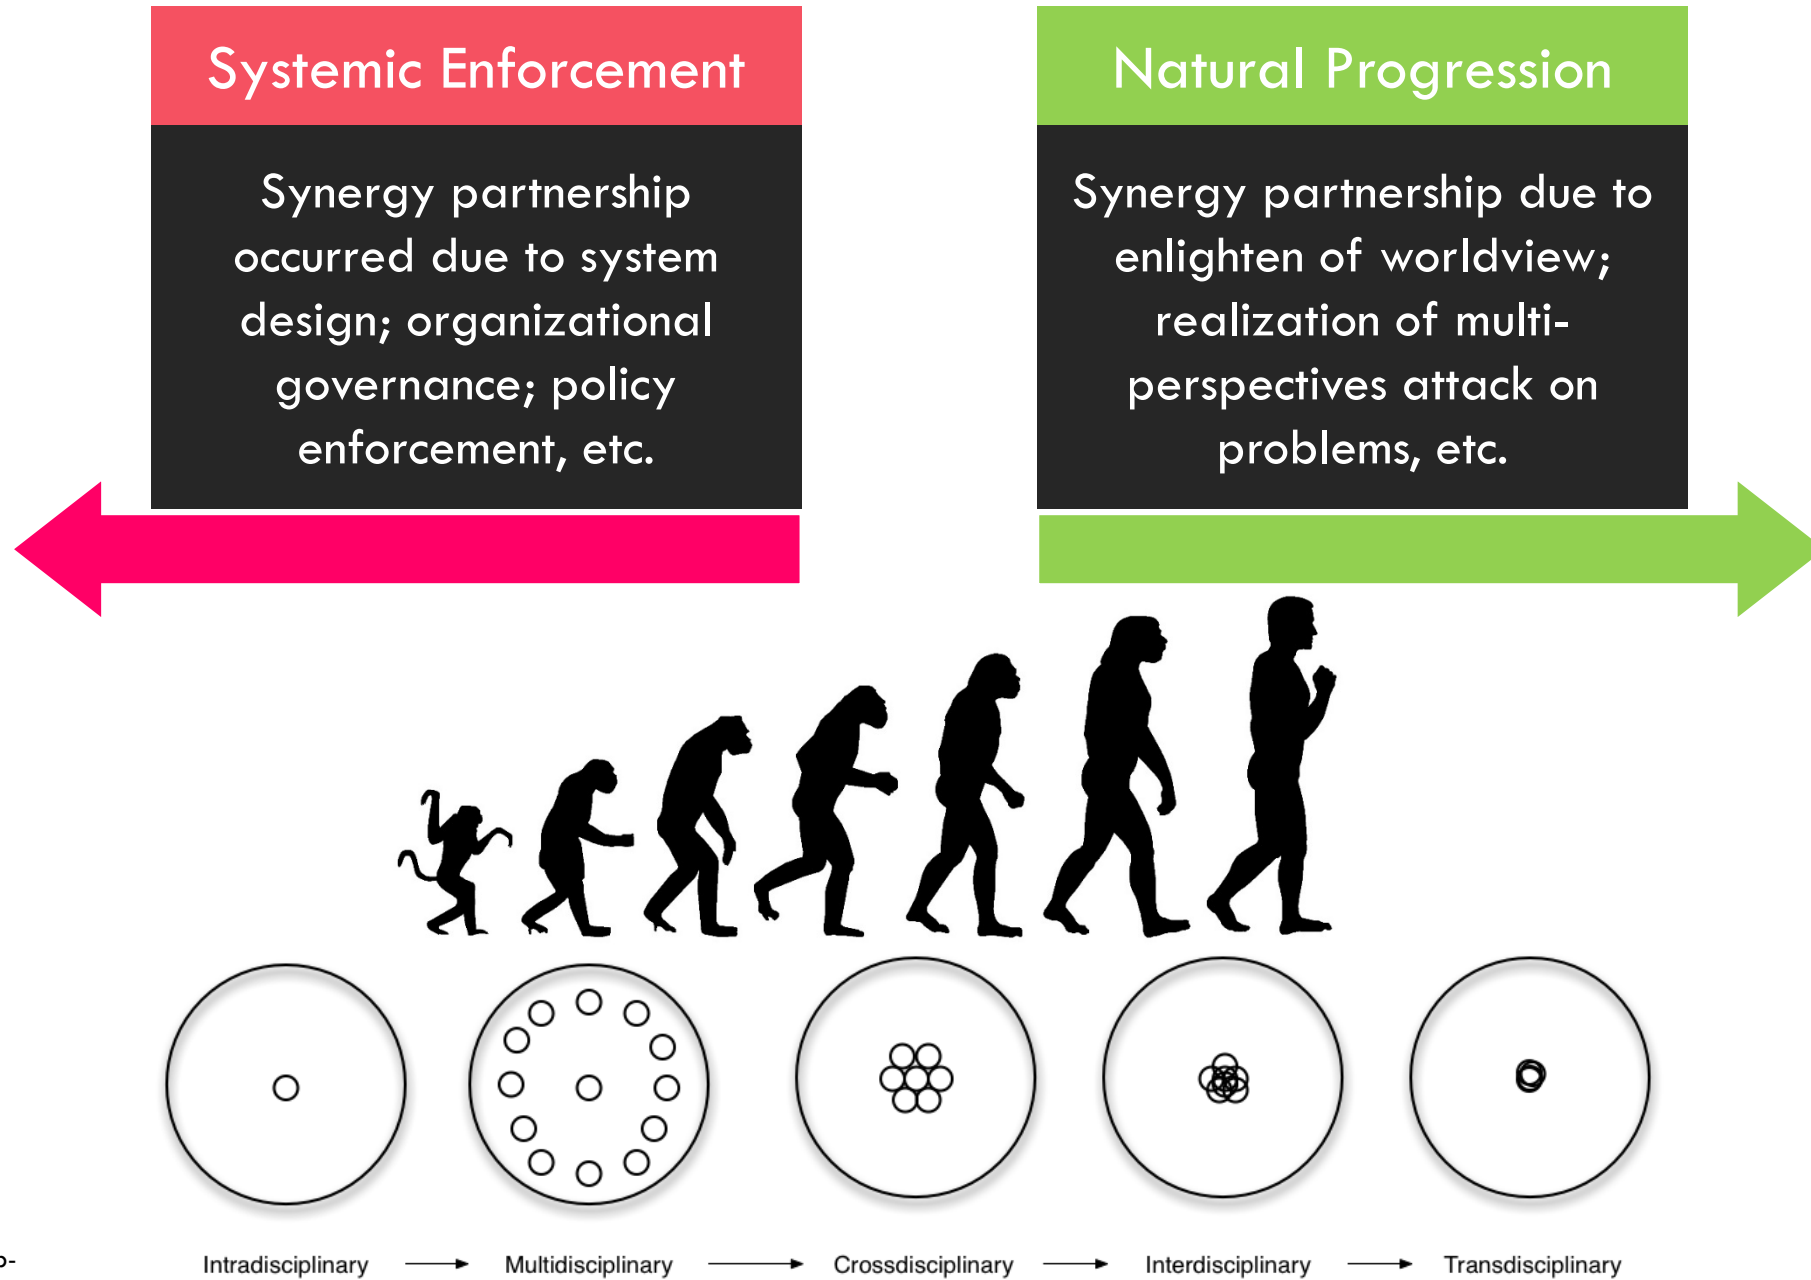 Systemic Enforcement
Synergy partnership
occurred due to system
design; organizational
governance; policy
enforcement, etc.
Natural Progression
Synergy partnership due to
enlighten of worldview;
realization of multi-
perspectives attack on
problems, etc.
Intradisciplinary
Multidisciplinary
Crossdisciplinary
Interdisciplinary
Transdisciplinary